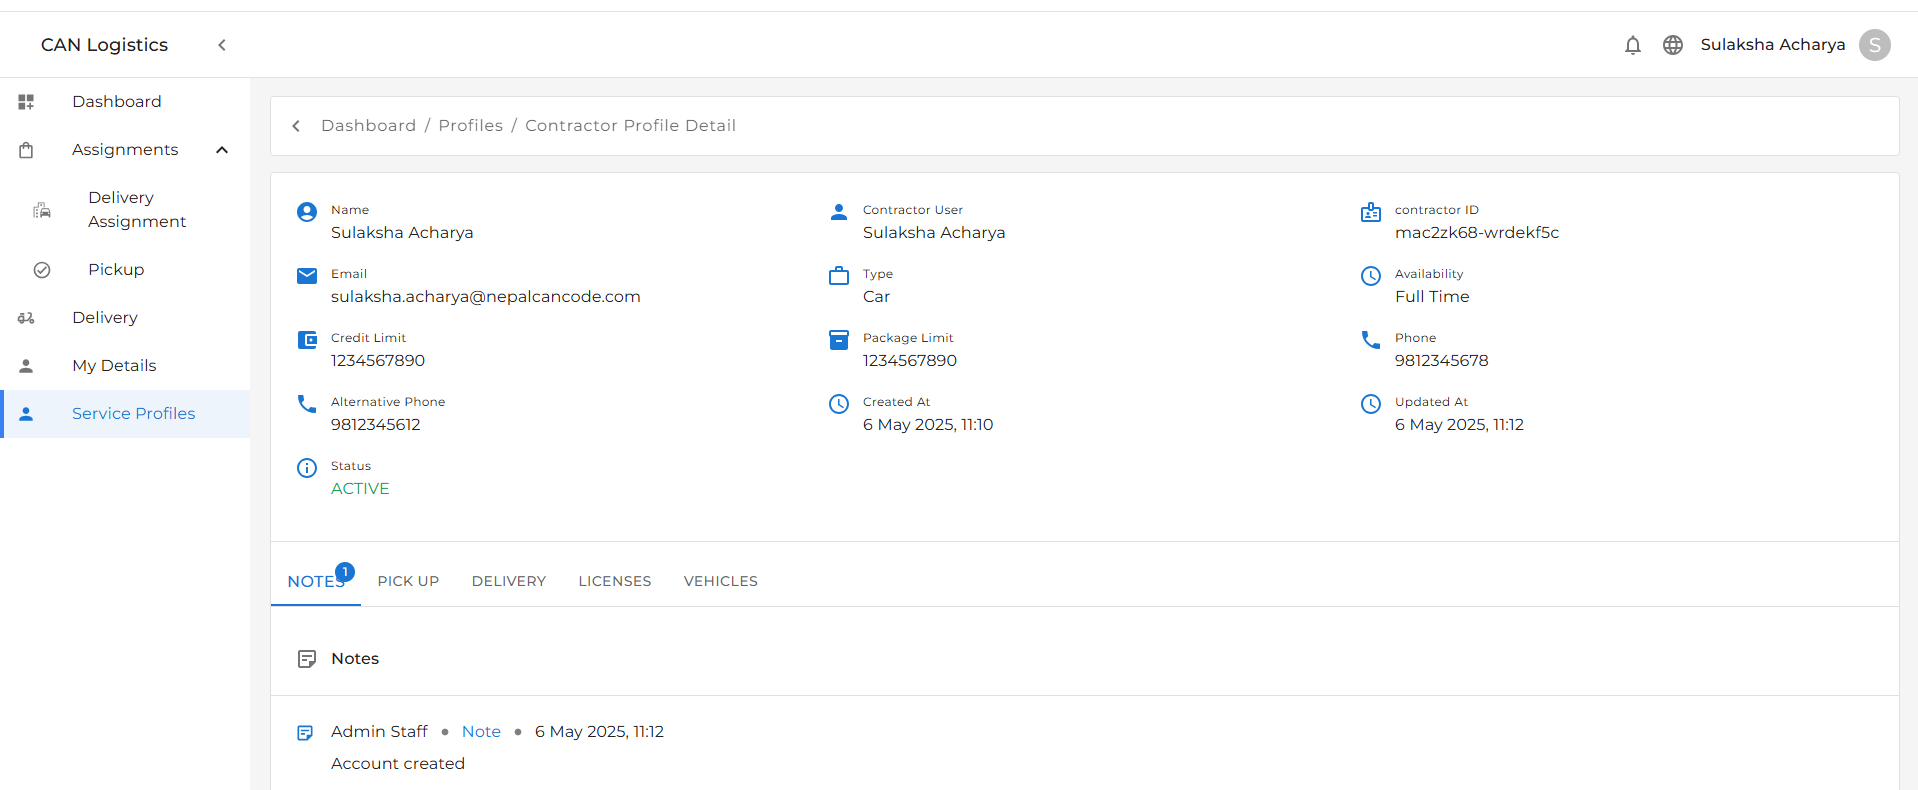 CAN Logistics
Sulaksha Acharya
S
Dashboard
Assignments
Delivery
Assignment
Pickup
Delivery
My Details
Service Profiles
Dashboard / Profiles / Contractor Profile Detail
Name
Sulaksha Acharya
Contractor User
Sulaksha Acharya
contractor ID
mac2zk68-wrdekf5c
Email
sulaksha.acharya@nepalcancode.com
Type
Car
Availability
Full Time
Credit Limit
1234567890
Package Limit
1234567890
Phone
9812345678
Alternative Phone
9812345612
Created At
6 May 2025, 11:10
Updated At
6 May 2025, 11:12
Status
ACTIVE
NOTES 1 PICK UP DELIVERY LICENSES VEHICLES
Notes
Admin Staff • Note • 6 May 2025, 11:12
Account created